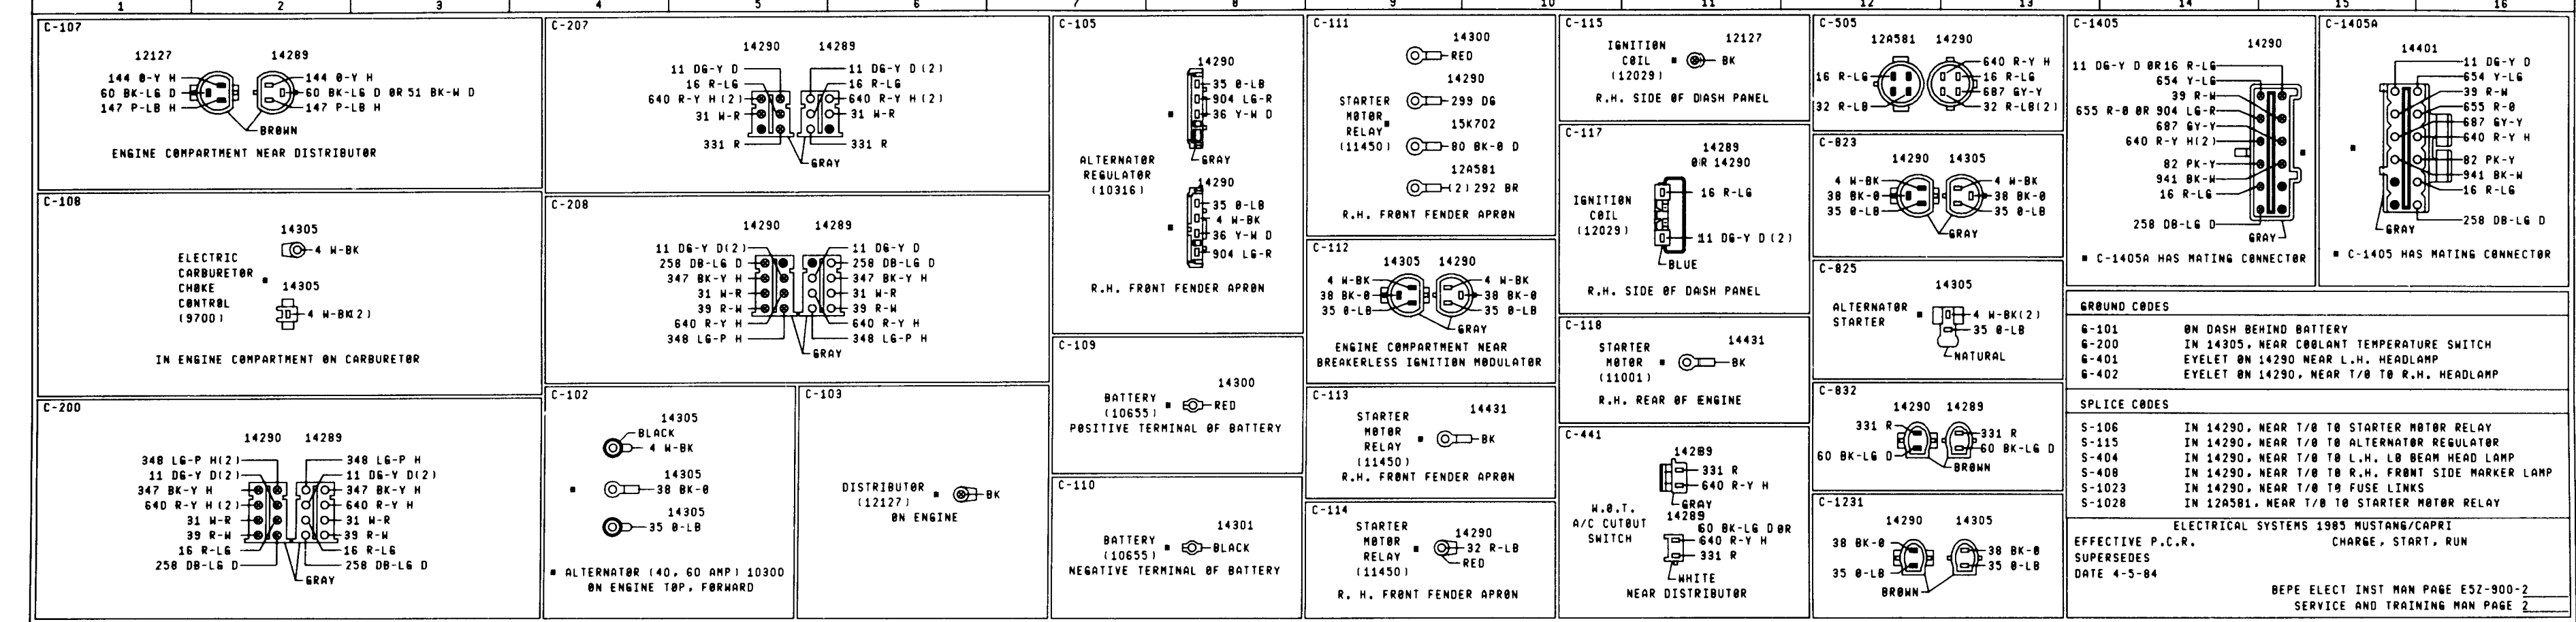 1 2 3 4 5 6 7 8 9 10 11 12 13 14 15 16
C-107
12127 14289
144 O-Y H 144 O-Y H
60 BK-LG D 60 BK-LG D OR 51 BK-W D
147 P-LB H 147 P-LB H
BROWN
ENGINE COMPARTMENT NEAR DISTRIBUTOR
C-108
14305
4 W-BK
ELECTRIC
CARBURETOR
CHOKE
CONTROL
(9700)
14305
4 W-BK(2)
IN ENGINE COMPARTMENT ON CARBURETOR
C-200
14290 14289
348 LG-P H(2) 348 LG-P H
11 DG-Y D(2) 11 DG-Y D(2)
347 BK-Y H 347 BK-Y H
640 R-Y H(2) 640 R-Y H
31 W-R 31 W-R
39 R-W 39 R-W
16 R-LG 16 R-LG
258 DB-LG D 258 DB-LG D
GRAY
C-207
14290 14289
11 DG-Y D 11 DG-Y D(2)
16 R-LG 16 R-LG
640 R-Y H(2) 640 R-Y H(2)
31 W-R 31 W-R
331 R 331 R
GRAY
C-208
14290 14289
11 DG-Y D(2) 11 DG-Y D
258 DB-LG D 258 DB-LG D
347 BK-Y H 347 BK-Y H
31 W-R 31 W-R
39 R-W 39 R-W
640 R-Y H 640 R-Y H
348 LG-P H 348 LG-P H
GRAY
C-102
14305
BLACK
4 W-BK
14305
38 BK-O
14305
35 O-LB
■ ALTERNATOR (40, 60 AMP) 10300
ON ENGINE TOP, FORWARD
C-103
DISTRIBUTOR ■ BK
(12127)
ON ENGINE
C-105
14290
35 O-LB
904 LG-R
36 Y-W D
GRAY
ALTERNATOR
REGULATOR
(10316)
14290
35 O-LB
4 W-BK
36 Y-W D
904 LG-R
R.H. FRONT FENDER APRON
C-109
14300
BATTERY ■ RED
(10655)
POSITIVE TERMINAL OF BATTERY
C-110
14301
BATTERY ■ BLACK
(10655)
NEGATIVE TERMINAL OF BATTERY
C-111
14300
RED
14290
299 DG
STARTER
MOTOR
RELAY
(11450)
15K702
80 BK-O D
12A581
(2) 292 BR
R.H. FRONT FENDER APRON
C-112
14305 14290
4 W-BK 4 W-BK
38 BK-O 38 BK-O
35 O-LB 35 O-LB
GRAY
ENGINE COMPARTMENT NEAR
BREAKERLESS IGNITION MODULATOR
C-113
14431
STARTER
MOTOR ■ BK
RELAY
(11450)
R.H. FRONT FENDER APRON
C-114
STARTER 14290
MOTOR ■ 32 R-LB
RELAY RED
(11450)
R. H. FRONT FENDER APRON
C-115
IGNITION 12127
COIL ■ BK
(12029)
R.H. SIDE OF DASH PANEL
C-117
14289
OR 14290
16 R-LG
IGNITION
COIL ■
(12029)
11 DG-Y D(2)
BLUE
R.H. SIDE OF DASH PANEL
C-118
STARTER 14431
MOTOR ■ BK
(11001)
R.H. REAR OF ENGINE
C-441
14289
331 R
640 R-Y H
GRAY
W.O.T.
A/C CUTOUT
SWITCH
14289
60 BK-LG D OR
640 R-Y H
331 R
WHITE
NEAR DISTRIBUTOR
C-505
12A581 14290
640 R-Y H
16 R-LG 16 R-LG
687 GY-Y
32 R-LB 32 R-LB(2)
C-823
14290 14305
4 W-BK 4 W-BK
38 BK-O 38 BK-O
35 O-LB 35 O-LB
GRAY
C-825
14305
ALTERNATOR ■ 4 W-BK(2)
STARTER 35 O-LB
NATURAL
C-832
14290 14289
331 R 331 R
60 BK-LG D 60 BK-LG D
BROWN
C-1231
14290 14305
38 BK-O 38 BK-O
35 O-LB 35 O-LB
BROWN
C-1405
14290
11 DG-Y D OR 16 R-LG
654 Y-LG
39 R-W
655 R-O OR 904 LG-R
687 GY-Y
640 R-Y H(2)
82 PK-Y
941 BK-W
16 R-LG
258 DB-LG D
GRAY
■ C-1405A HAS MATING CONNECTOR
C-1405A
14401
11 DG-Y D
654 Y-LG
39 R-W
655 R-O
687 GY-Y
640 R-Y H
82 PK-Y
941 BK-W
16 R-LG
258 DB-LG D
GRAY
■ C-1405 HAS MATING CONNECTOR
GROUND CODES
G-101 ON DASH BEHIND BATTERY
G-200 IN 14305, NEAR COOLANT TEMPERATURE SWITCH
G-401 EYELET ON 14290 NEAR L.H. HEADLAMP
G-402 EYELET ON 14290, NEAR T/O TO R.H. HEADLAMP
SPLICE CODES
S-106 IN 14290, NEAR T/O TO STARTER MOTOR RELAY
S-115 IN 14290, NEAR T/O TO ALTERNATOR REGULATOR
S-404 IN 14290, NEAR T/O TO L.H. LO BEAM HEAD LAMP
S-408 IN 14290, NEAR T/O TO R.H. FRONT SIDE MARKER LAMP
S-1023 IN 14290, NEAR T/O TO FUSE LINKS
S-1028 IN 12A581, NEAR T/O TO STARTER MOTOR RELAY
ELECTRICAL SYSTEMS 1985 MUSTANG/CAPRI
EFFECTIVE P.C.R. CHARGE, START, RUN
SUPERSEDES
DATE 4-5-84
BEPE ELECT INST MAN PAGE E5Z-900-2
SERVICE AND TRAINING MAN PAGE 2